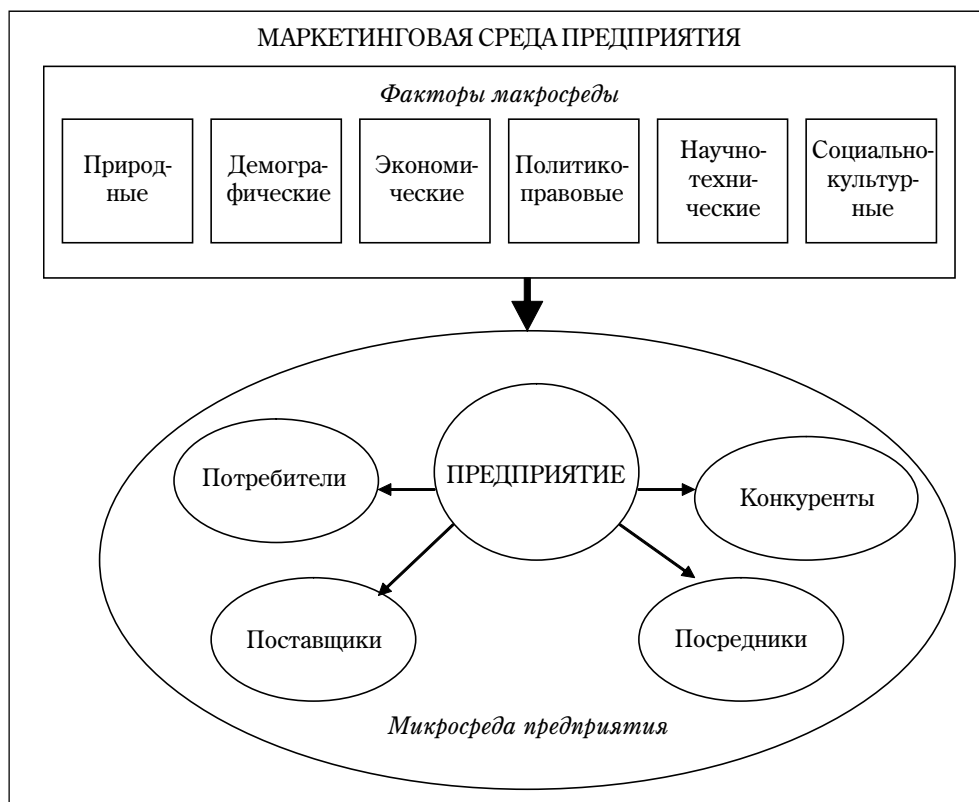 МАРКЕТИНГОВАЯ СРЕДА ПРЕДПРИЯТИЯ
Факторы макросреды
Природ-
ные
Демогра-
фические
Экономи-
ческие
Политико-
правовые
Научно-
техни-
ческие
Социально-
культур-
ные
Потребители
ПРЕДПРИЯТИЕ
Конкуренты
Поставщики
Посредники
Микросреда предприятия